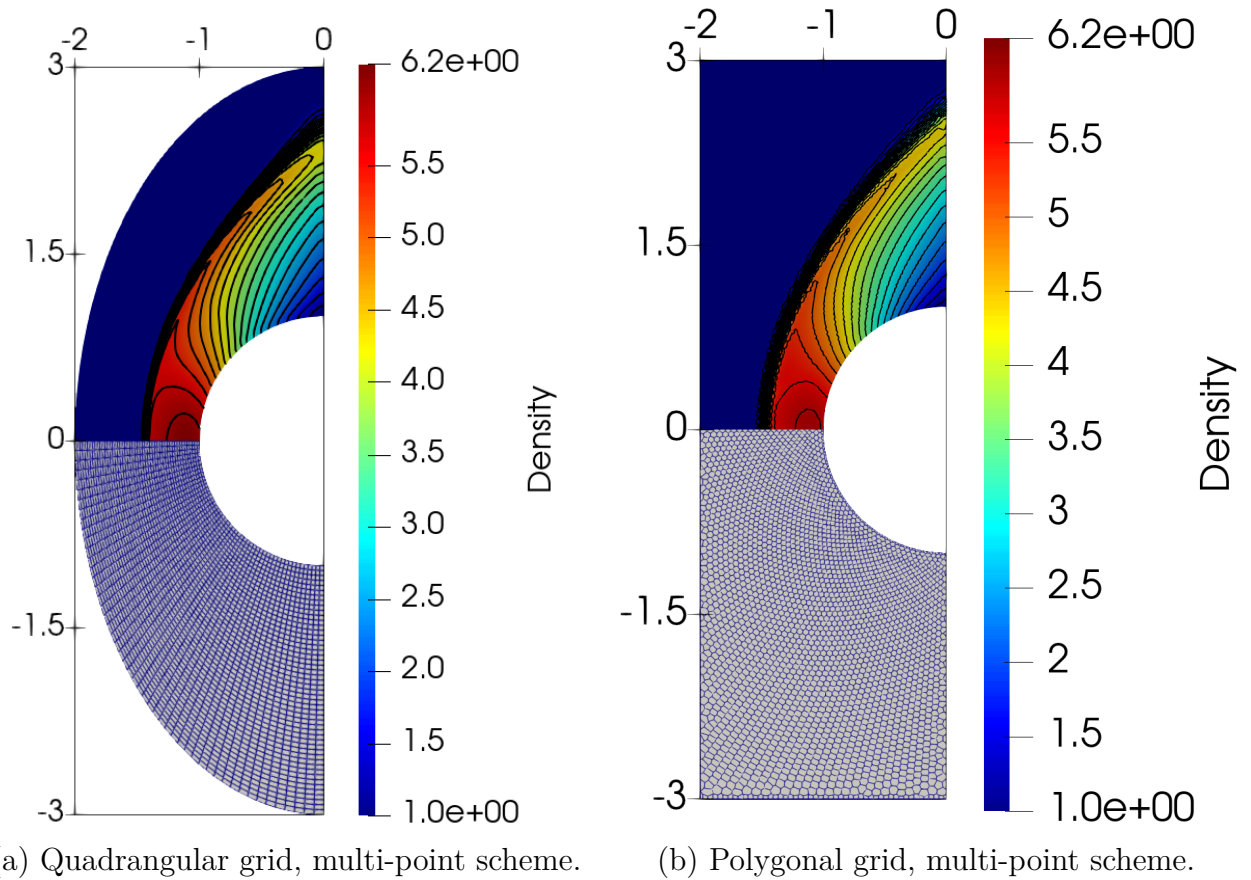 -2 -1 0
3
1.5
0
-1.5
-3
6.2e+00
5.5
5.0
4.5
4.0
3.5
3.0
2.5
2.0
1.5
1.0e+00
Density
a) Quadrangular grid, multi-point scheme.
-2 -1 0
3
1.5
0
-1.5
-3
6.2e+00
5.5
5
4.5
4
3.5
3
2.5
2
1.5
1.0e+00
Density
(b) Polygonal grid, multi-point scheme.